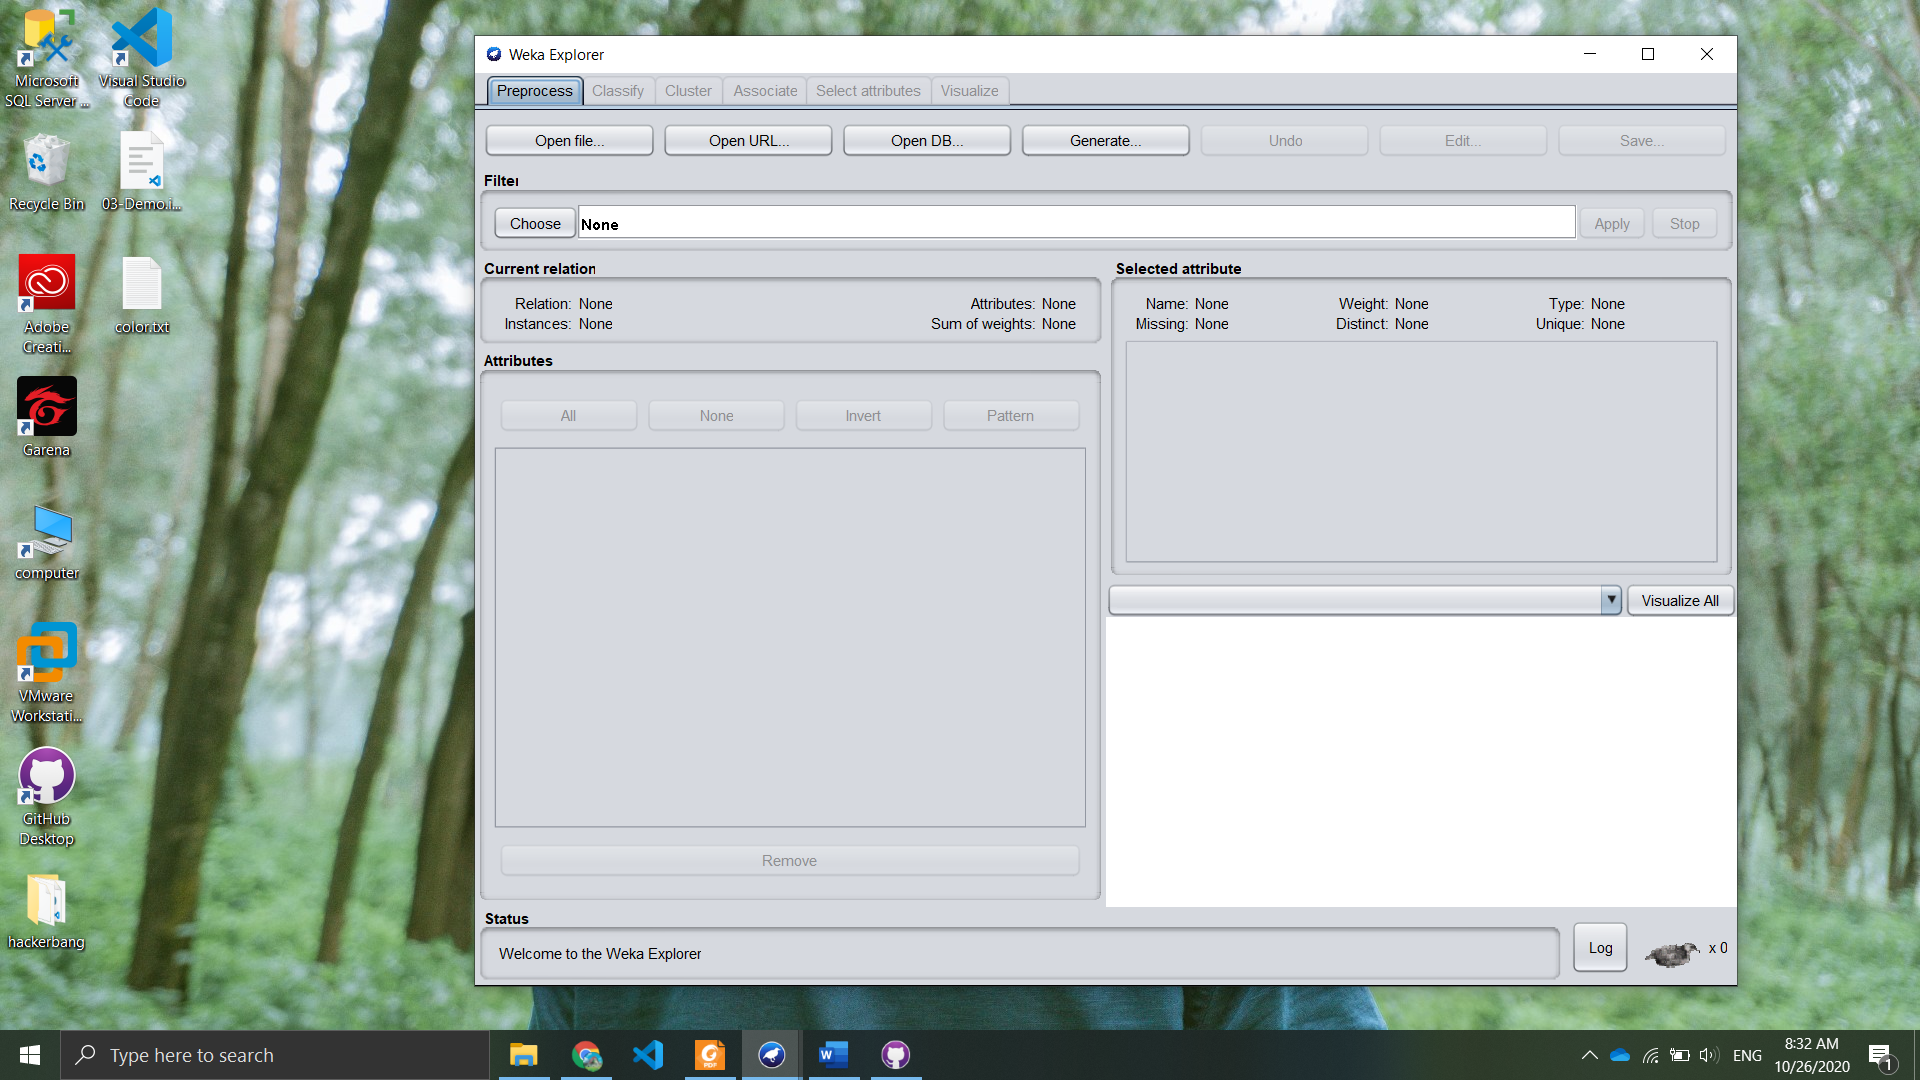 Microsoft
SQL Server ...
Visual Studio
Code
Recycle Bin
03-Demo.i...
Adobe
Creati...
color.txt
Garena
computer
VMware
Workstati...
GitHub
Desktop
hackerbang
Weka Explorer
Preprocess Classify Cluster Associate Select attributes Visualize
Open file... Open URL... Open DB... Generate... Undo Edit... Save...
Filter
Choose None Apply Stop
Current relation
Relation: None Attributes: None
Instances: None Sum of weights: None
Attributes
All None Invert Pattern
Remove
Selected attribute
Name: None Weight: None Type: None
Missing: None Distinct: None Unique: None
Visualize All
Status
Welcome to the Weka Explorer
Log
x 0
Type here to search
PDF
W
ENG
8:32 AM
10/26/2020
1